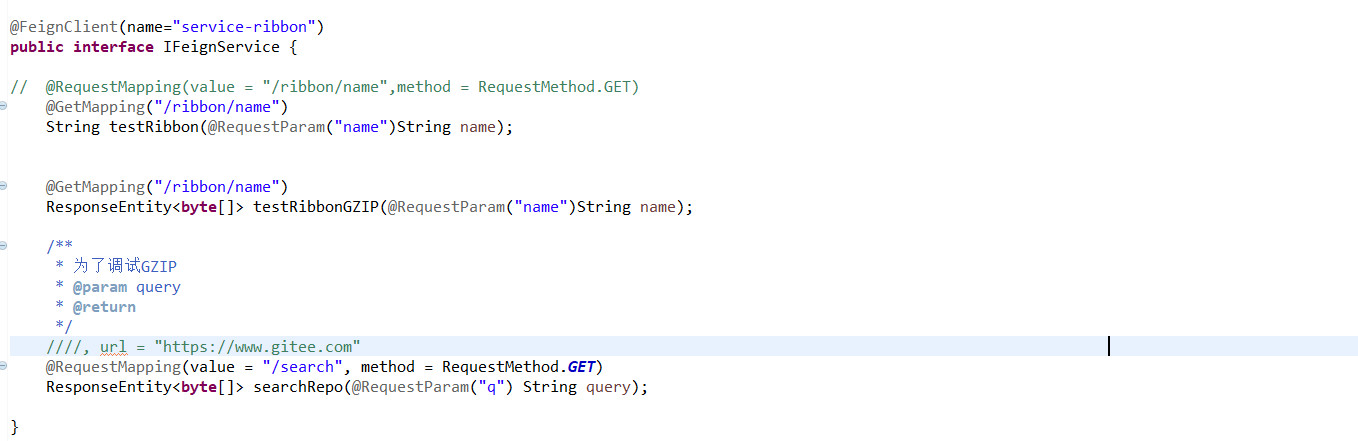 @FeignClient(name="service-ribbon")
public interface IFeignService {
//  @RequestMapping(value = "/ribbon/name",method = RequestMethod.GET)
@GetMapping("/ribbon/name")
String testRibbon(@RequestParam("name")String name);
@GetMapping("/ribbon/name")
ResponseEntity<byte[]> testRibbonGZIP(@RequestParam("name")String name);
/**
* 为了调试GZIP
* @param query
* @return
*/
////, url = "https://www.gitee.com"
@RequestMapping(value = "/search", method = RequestMethod.GET)
ResponseEntity<byte[]> searchRepo(@RequestParam("q") String query);
}